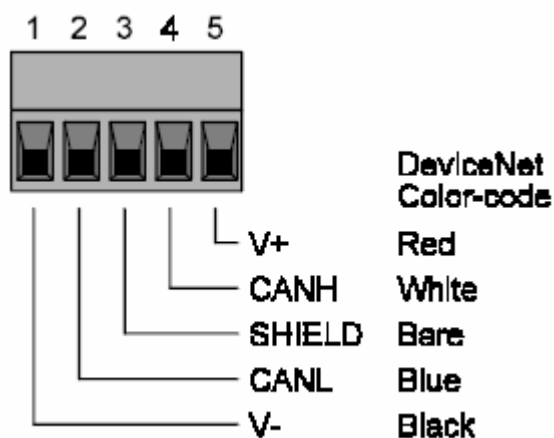 1 2 3 4 5
DeviceNet
Color-code
V+ Red
CANH White
SHIELD Bare
CANL Blue
V- Black